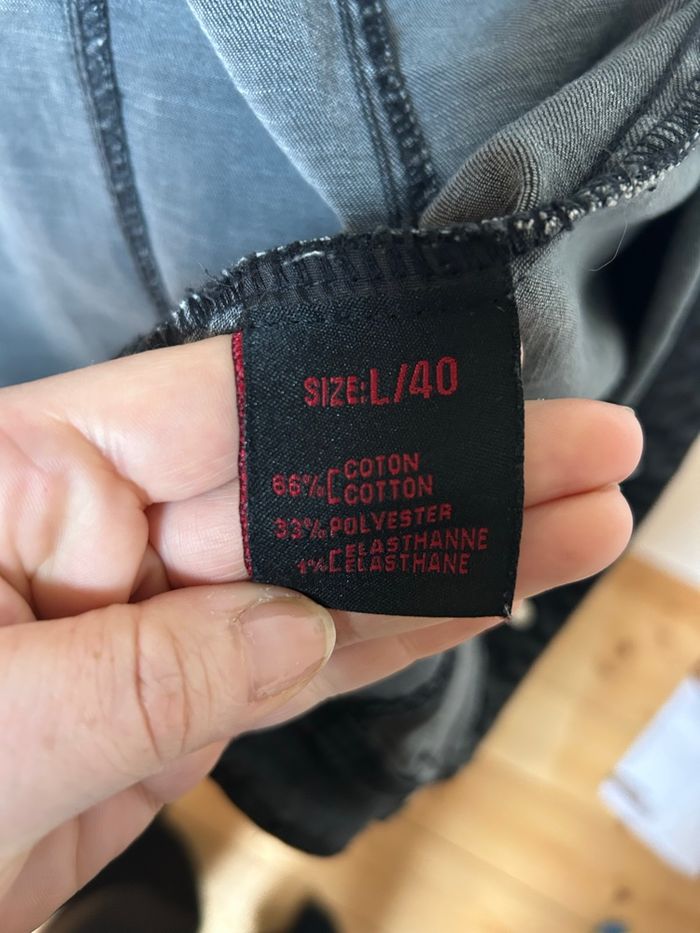 SIZE:L/40
66% [COTON
COTTON
33% POLYESTER
1% [ELASTHANNE
ELASTHANE